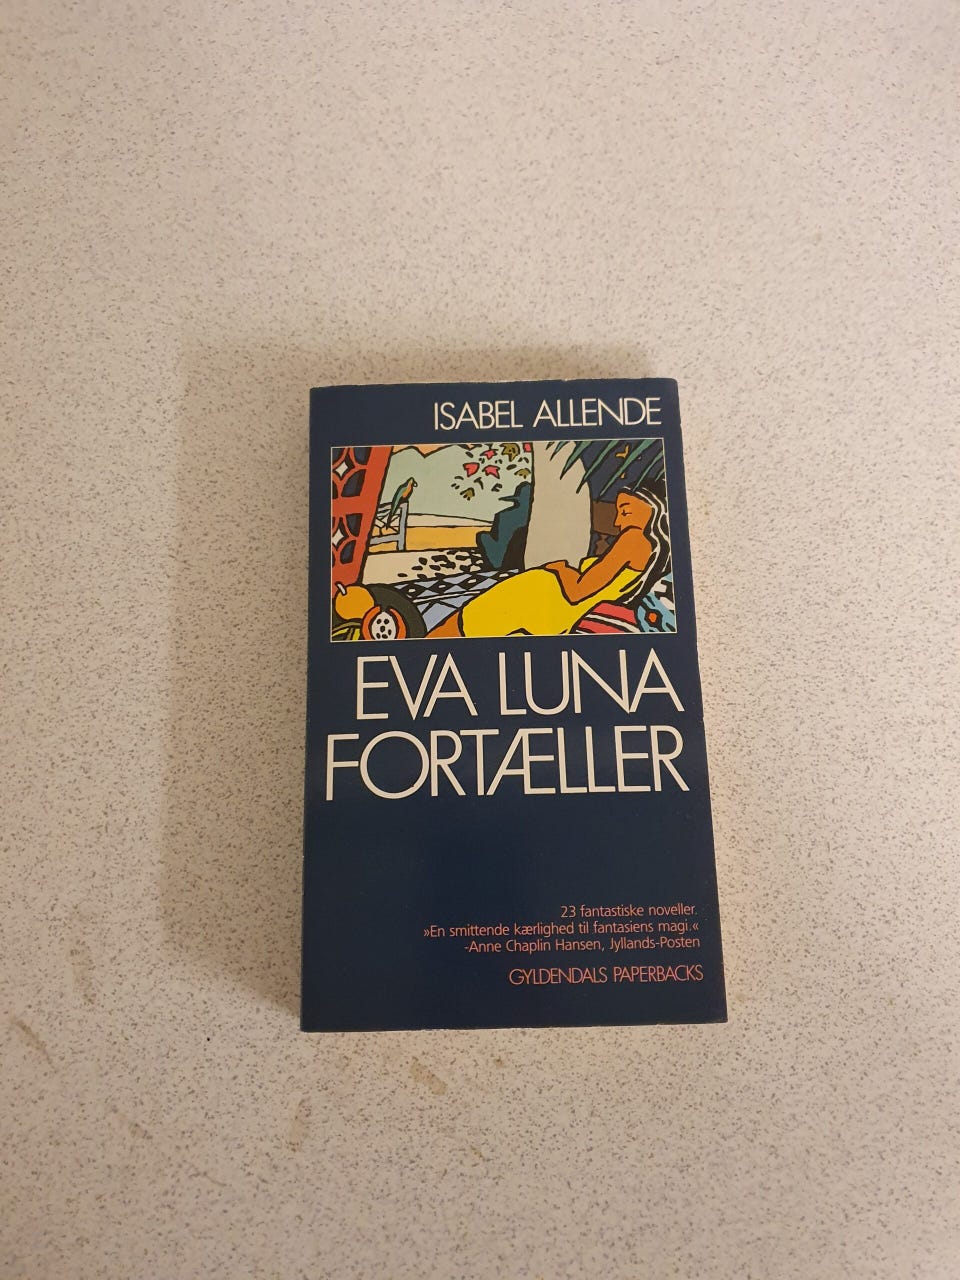 ISABEL ALLENDE
EVA LUNA
FORTÆLLER
23 fantastiske noveller.
»En smittende kærlighed til fantasiens magi.«
-Anne Chaplin Hansen, Jyllands-Posten
GYLDENDALS PAPERBACKS